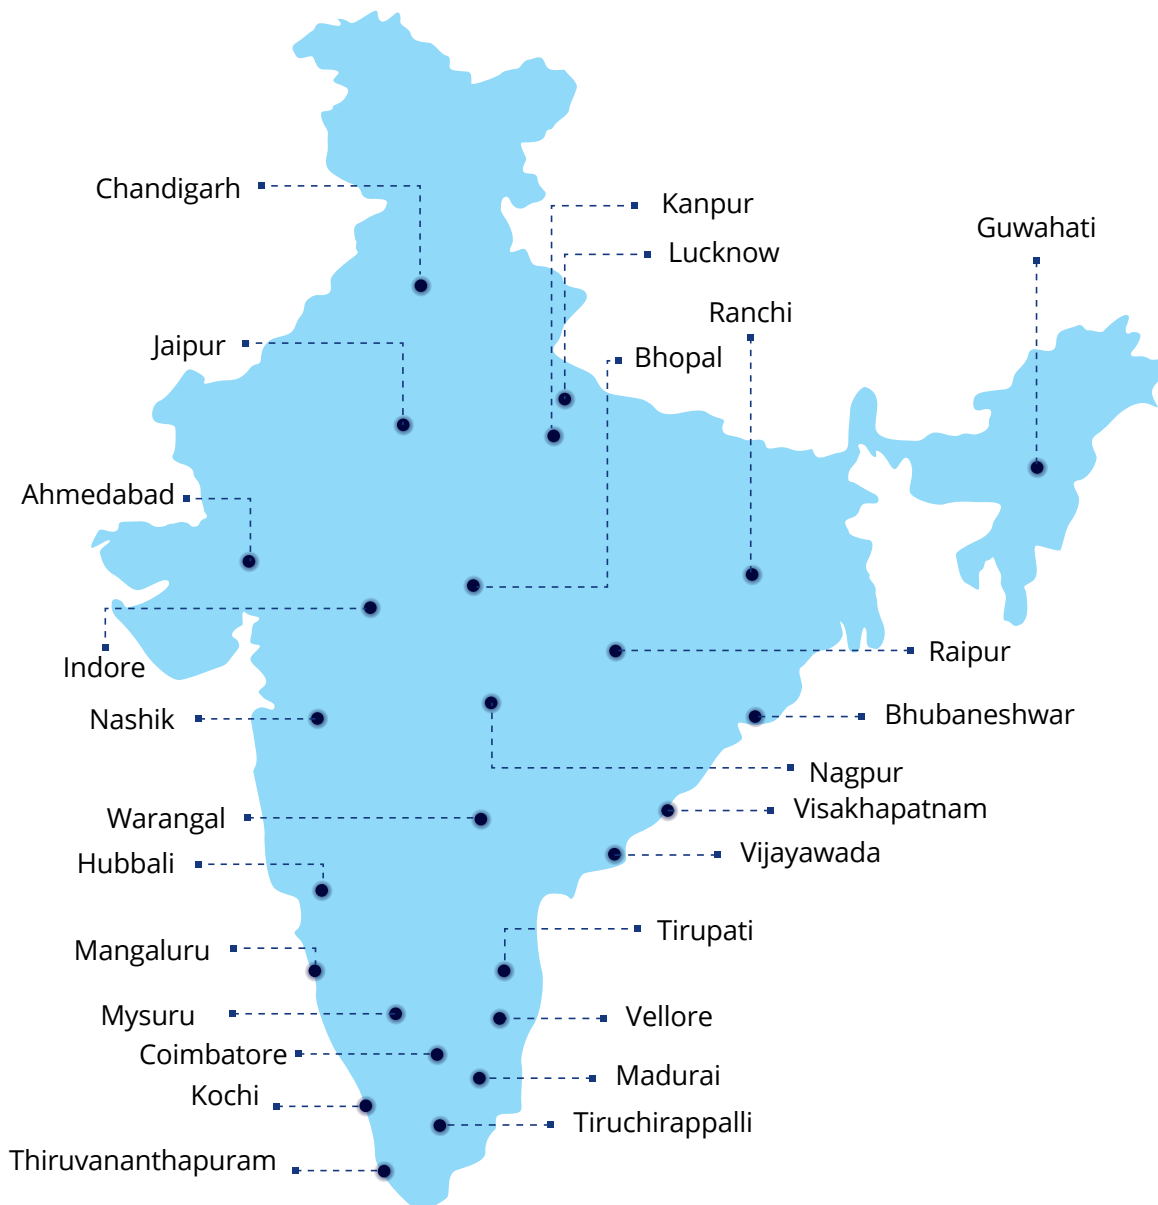 Chandigarh
Kanpur
Guwahati
Lucknow
Ranchi
Jaipur
Bhopal
Ahmedabad
Raipur
Indore
Nashik
Bhubaneshwar
Nagpur
Warangal
Visakhapatnam
Hubbali
Vijayawada
Tirupati
Mangaluru
Mysuru
Vellore
Coimbatore
Madurai
Kochi
Tiruchirappalli
Thiruvananthapuram